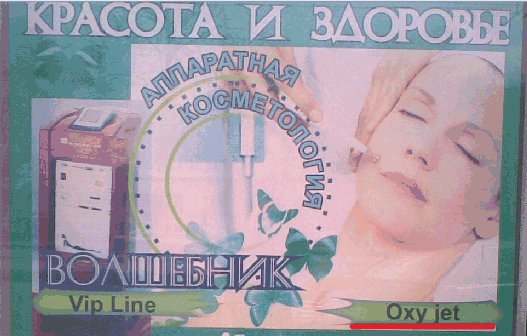 КРАСОТА И ЗДОРОВЬЕ
АППАРАТНАЯ
КОСМЕТОЛОГИЯ
ВОЛШЕБНИК
Vip Line
Oxy jet